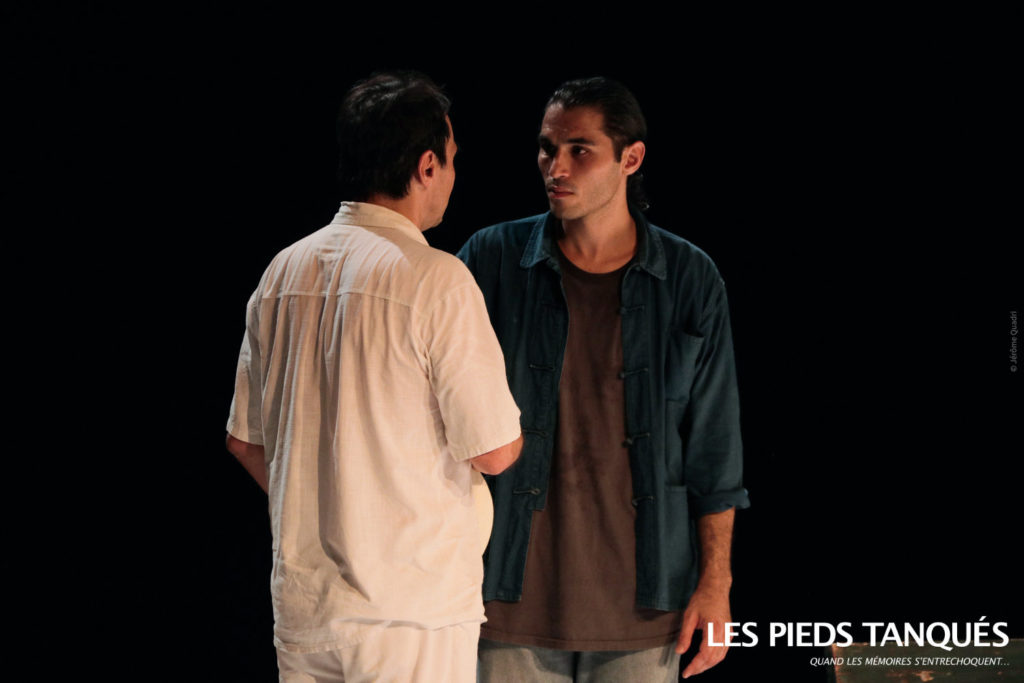 © Jérôme Quadri
LES PIEDS TANQUÉS
QUAND LES MÉMOIRES S'ENTRECHOQUENT...